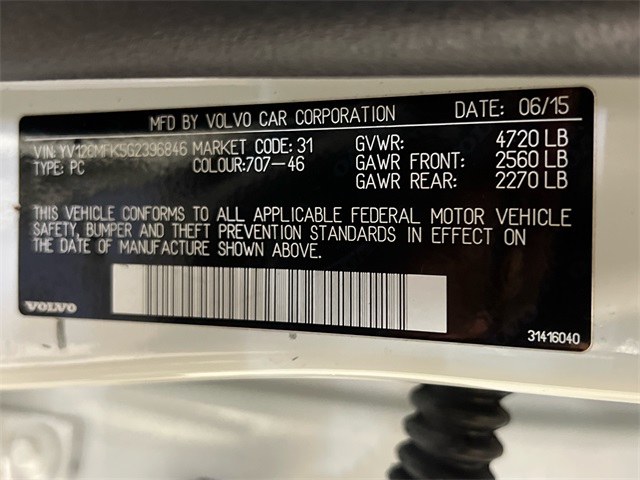 MFD BY VOLVO CAR CORPORATION DATE: 06/15
VIN: YV126MFK5G2396846 MARKET CODE: 31 GVWR: 4720 LB
TYPE: PC COLOUR:707-46 GAWR FRONT: 2560 LB
GAWR REAR: 2270 LB
THIS VEHICLE CONFORMS TO ALL APPLICABLE FEDERAL MOTOR VEHICLE
SAFETY, BUMPER AND THEFT PREVENTION STANDARDS IN EFFECT ON
THE DATE OF MANUFACTURE SHOWN ABOVE.
VOLVO
31416040